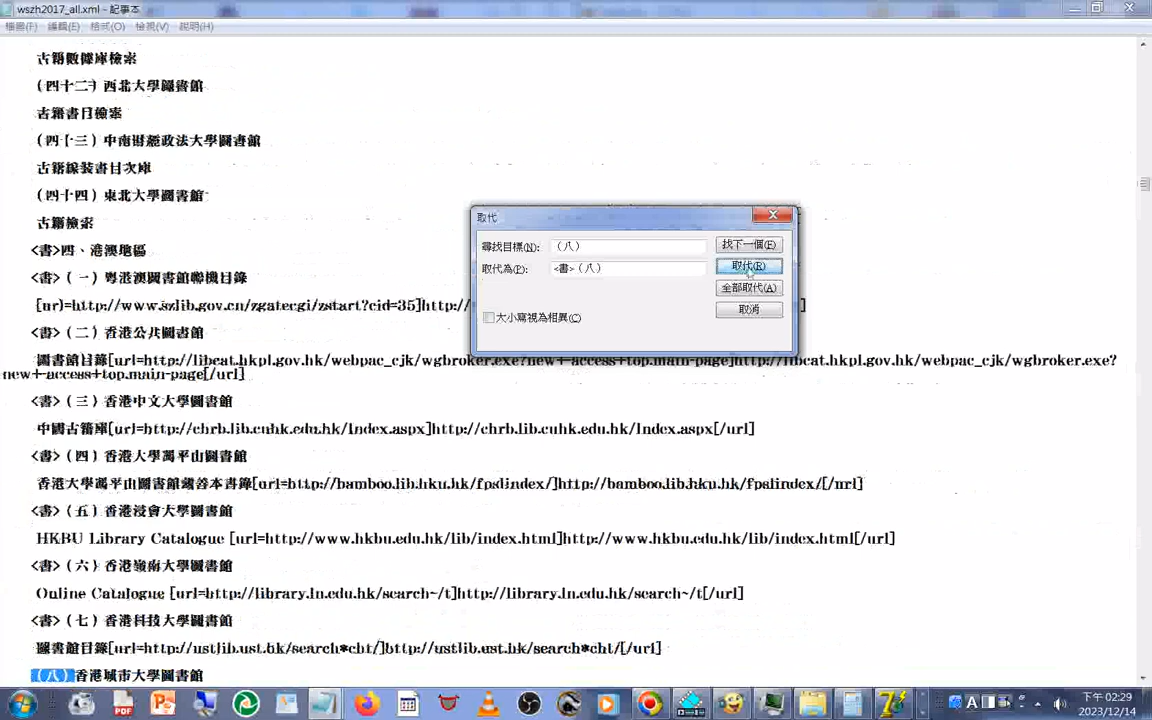 wszh2017_all.xml - 記事本
檔案(F) 編輯(E) 格式(O) 檢視(V) 說明(H)
古籍數據庫檢索
（四十二）西北大學圖書館
古籍書目檢索
（四十三）中南財經政法大學圖書館
古籍線裝書目次庫
（四十四）東北大學圖書館
古籍檢索
<書>四、港澳地區
<書>（一）粵港澳圖書館聯機目錄
[url=http://www.szlib.gov.cn/zgatecgi/zstart?cid=35]http://
<書>（二）香港公共圖書館
圖書館目錄[url=http://libcat.hkpl.gov.hk/webpac_cjk/wgbroker.exe?new+-access+top.main-page]http://libcat.hkpl.gov.hk/webpac_cjk/wgbroker.exe?
new+-access+top.main-page[/url]
<書>（三）香港中文大學圖書館
中國古籍庫[url=http://chrb.lib.cuhk.edu.hk/Index.aspx]http://chrb.lib.cuhk.edu.hk/Index.aspx[/url]
<書>（四）香港大學馮平山圖書館
香港大學馮平山圖書館藏善本書錄[url=http://bamboo.lib.hku.hk/fpslindex/]http://bamboo.lib.hku.hk/fpslindex/[/url]
<書>（五）香港浸會大學圖書館
HKBU Library Catalogue [url=http://www.hkbu.edu.hk/lib/index.html]http://www.hkbu.edu.hk/lib/index.html[/url]
<書>（六）香港嶺南大學圖書館
Online Catalogue [url=http://library.ln.edu.hk/search~/t]http://library.ln.edu.hk/search~/t[/url]
<書>（七）香港科技大學圖書館
圖書館目錄[url=http://ustlib.ust.hk/search*cht/]http://ustlib.ust.hk/search*cht/[/url]
（八）香港城市大學圖書館
取代
尋找目標(N): （八）
找下一個(F)
取代為(P): <書>（八）
取代(R)
全部取代(A)
取消
大小寫視為相異(C)
下午 02:29
2023/12/14